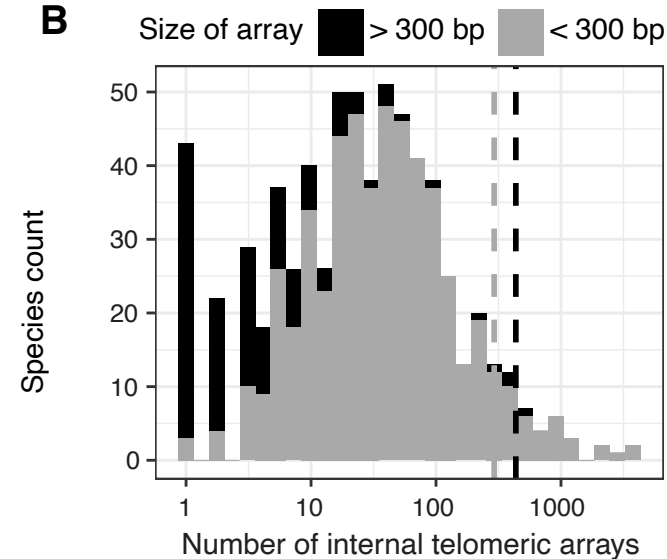 B
Size of array > 300 bp < 300 bp
50
40
30
20
10
0
Species count
1 10 100 1000
Number of internal telomeric arrays